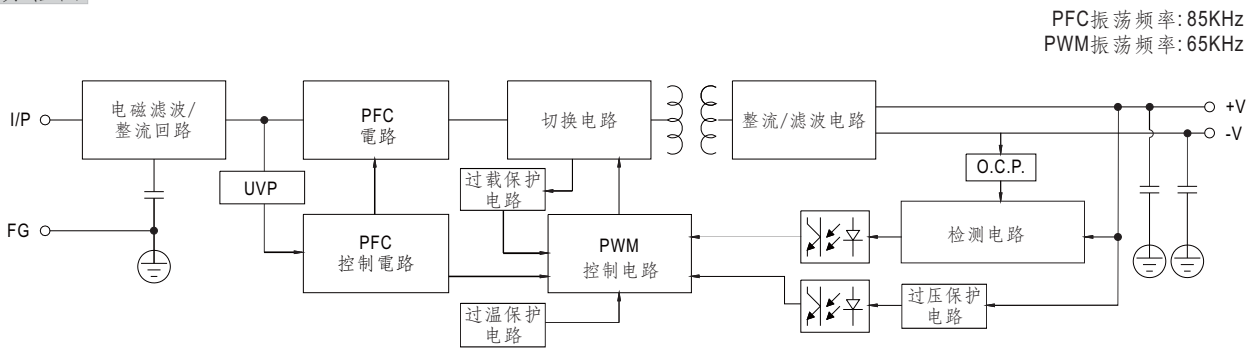 PFC振荡频率: 85KHz
PWM振荡频率: 65KHz
I/P
电磁滤波/
整流回路
PFC
電路
切换电路
整流/滤波电路
+V
-V
UVP
过载保护
电路
O.C.P.
FG
PFC
控制電路
PWM
控制电路
检测电路
过温保护
电路
过压保护
电路